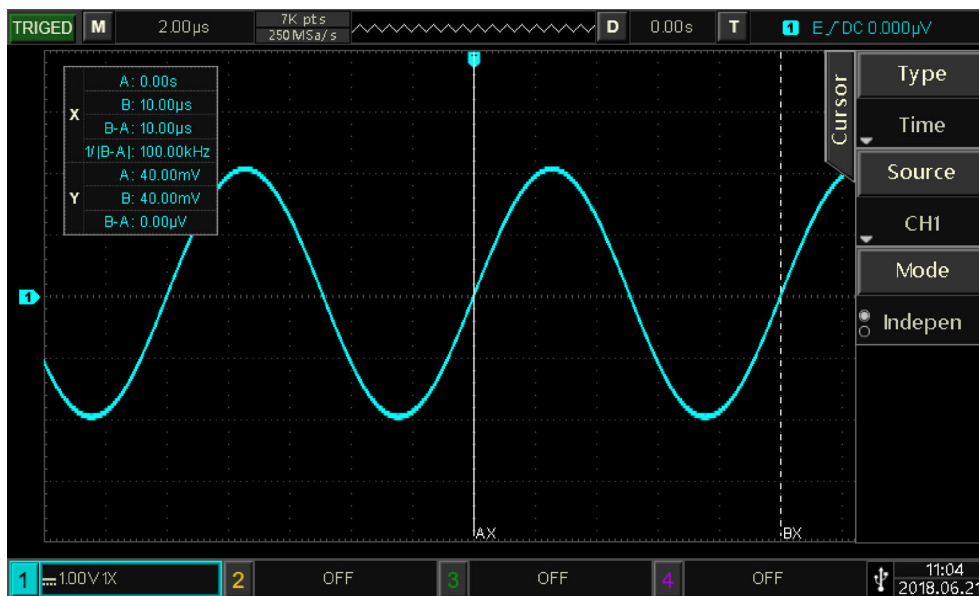 TRIGED M 2.00µs 7K pts D 0.00s T 1 E DC 0.000µV
250MSa/s
T
X
A: 0.00s
B: 10.00µs
B-A: 10.00µs
1/|B-A|: 100.00kHz
Y
A: 40.00mV
B: 40.00mV
B-A: 0.00µV
Cursor
Type
Time
Source
CH1
Mode
Indepen
1
AX
BX
1 1.00V 1X 2 OFF 3 OFF 4 OFF 11:04
2018.06.21